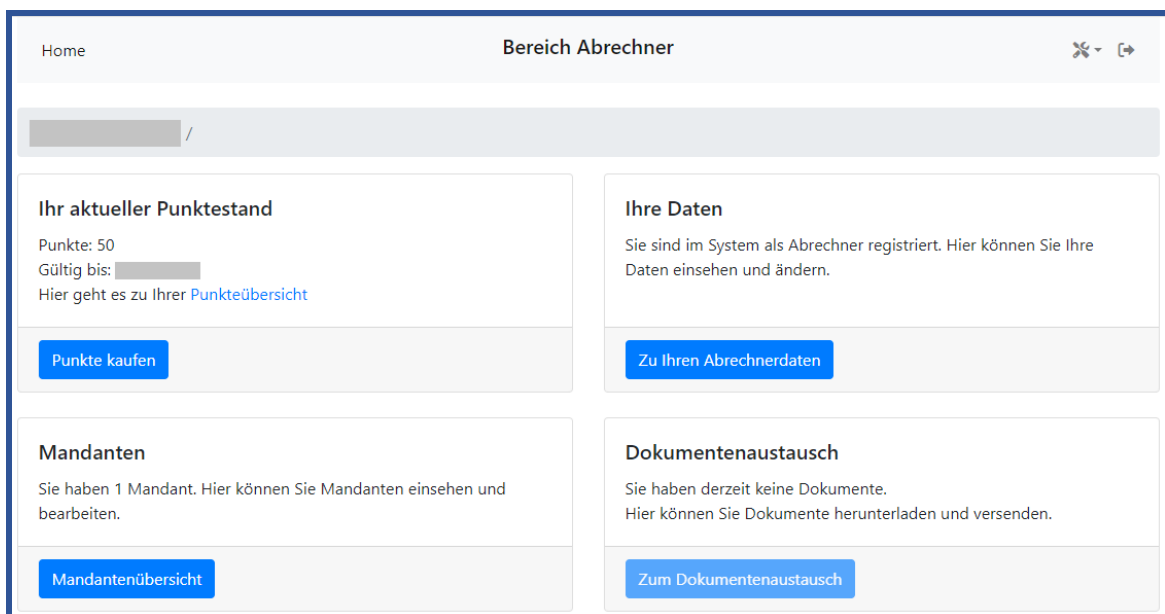 Home
Bereich Abrechner
/
Ihr aktueller Punktestand
Punkte: 50
Gültig bis:
Hier geht es zu Ihrer Punkteübersicht
Punkte kaufen
Ihre Daten
Sie sind im System als Abrechner registriert. Hier können Sie Ihre
Daten einsehen und ändern.
Zu Ihren Abrechnerdaten
Mandanten
Sie haben 1 Mandant. Hier können Sie Mandanten einsehen und
bearbeiten.
Mandantenübersicht
Dokumentenaustausch
Sie haben derzeit keine Dokumente.
Hier können Sie Dokumente herunterladen und versenden.
Zum Dokumentenaustausch